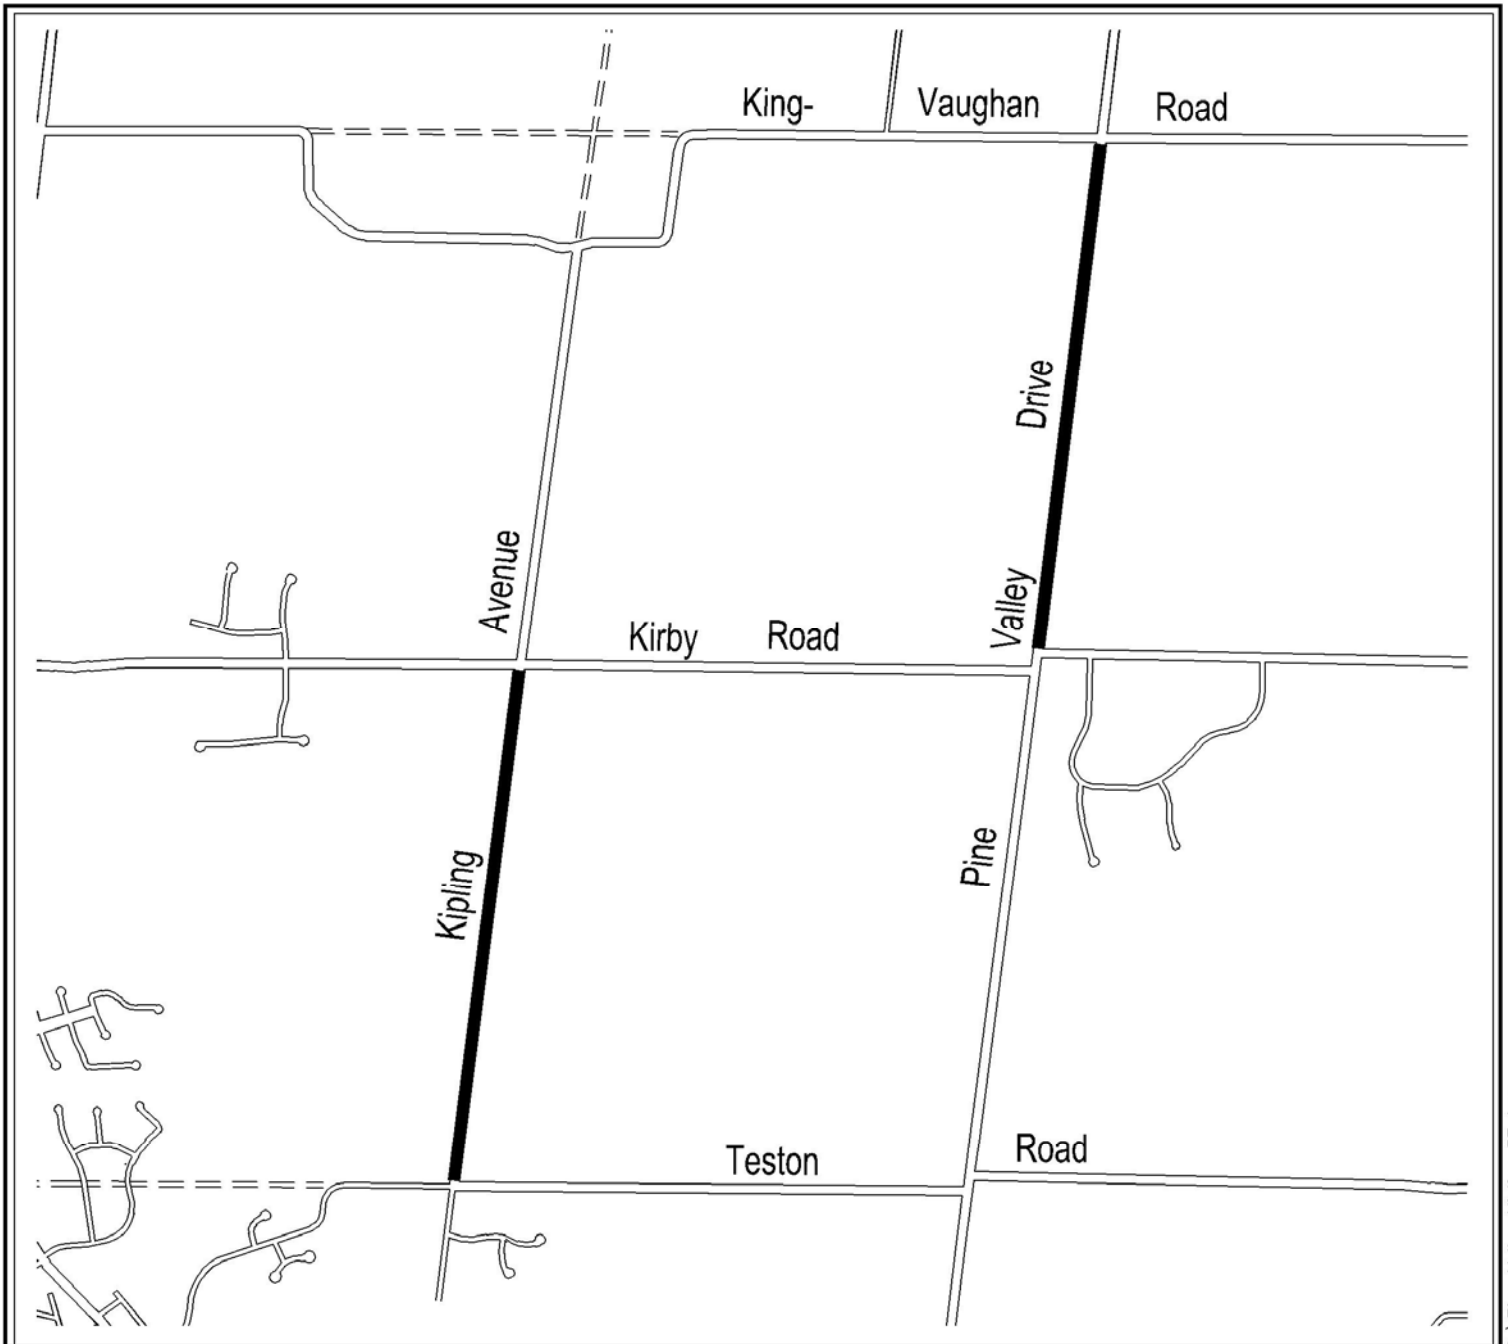 King- Vaughan Road
Drive
Valley
Avenue
Kirby Road
Pine
Kipling
Teston Road